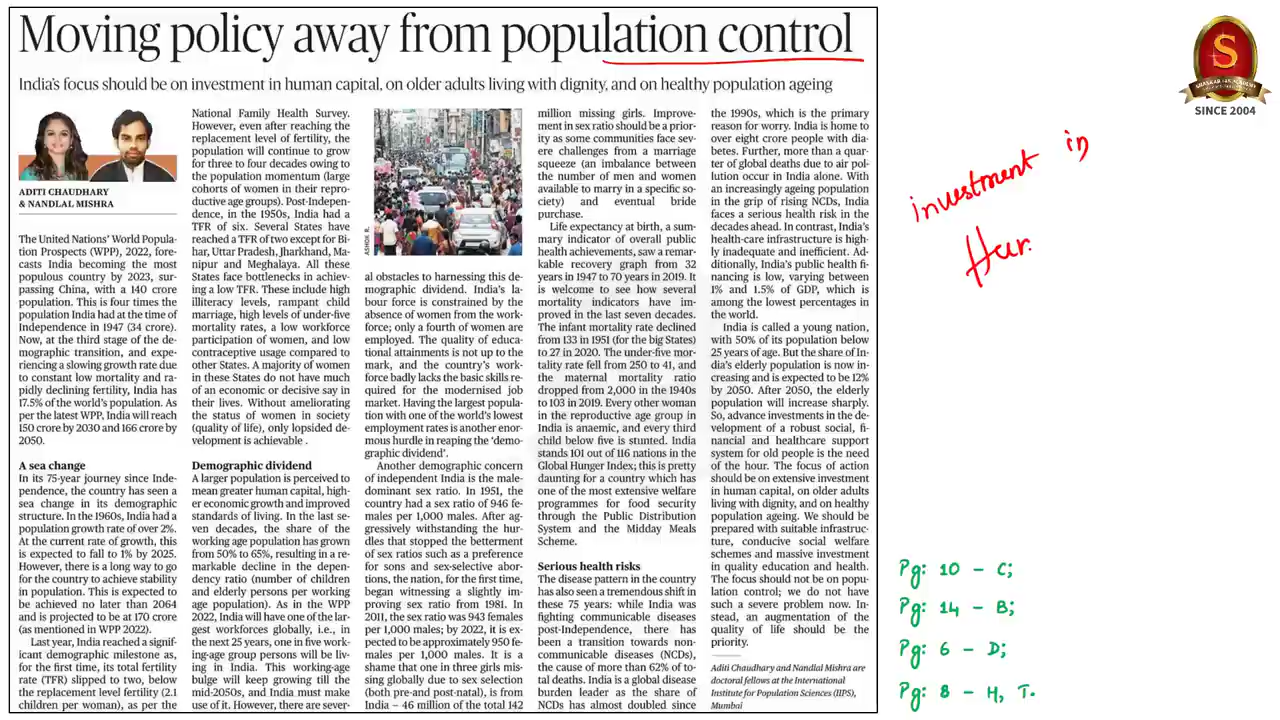 Moving policy away from population control
India's focus should be on investment in human capital, on older adults living with dignity, and on healthy population ageing
ADITI CHAUDHARY
& NANDLAL MISHRA
The United Nations' World Popula-
tion Prospects (WPP), 2022, fore-
casts India becoming the most
populous country by 2023, sur-
passing China, with a 140 crore
population. This is four times the
population India had at the time of
Independence in 1947 (34 crore).
Now, at the third stage of the de-
mographic transition, and expe-
riencing a slowing growth rate due
to constant low mortality and ra-
pidly declining fertility, India has
17.5% of the world's population. As
per the latest WPP, India will reach
150 crore by 2030 and 166 crore by
2050.
A sea change
In its 75-year journey since Inde-
pendence, the country has seen a
sea change in its demographic
structure. In the 1960s, India had a
population growth rate of over 2%.
At the current rate of growth, this
is expected to fall to 1% by 2025.
However, there is a long way to go
for the country to achieve stability
in population. This is expected to
be achieved no later than 2064
and is projected to be at 170 crore
(as mentioned in WPP 2022).
Last year, India reached a signif-
icant demographic milestone as,
for the first time, its total fertility
rate (TFR) slipped to two, below
the replacement level fertility (2.1
children per woman), as per the
National Family Health Survey.
However, even after reaching the
replacement level of fertility, the
population will continue to grow
for three to four decades owing to
the population momentum (large
cohorts of women in their repro-
ductive age groups). Post-Indepen-
dence, in the 1950s, India had a
TFR of six. Several States have
reached a TFR of two except for Bi-
har, Uttar Pradesh, Jharkhand, Ma-
nipur and Meghalaya. All these
States face bottlenecks in achiev-
ing a low TFR. These include high
illiteracy levels, rampant child
marriage, high levels of under-five
mortality rates, a low workforce
participation of women, and low
contraceptive usage compared to
other States. A majority of women
in these States do not have much
of an economic or decisive say in
their lives. Without ameliorating
the status of women in society
(quality of life), only lopsided de-
velopment is achievable .
Demographic dividend
A larger population is perceived to
mean greater human capital, high-
er economic growth and improved
standards of living. In the last se-
ven decades, the share of the
working age population has grown
from 50% to 65%, resulting in a re-
markable decline in the depen-
dency ratio (number of children
and elderly persons per working
age population). As in the WPP
2022, India will have one of the lar-
gest workforces globally, i.e., in
the next 25 years, one in five work-
ing-age group persons will be liv-
ing in India. This working-age
bulge will keep growing till the
mid-2050s, and India must make
use of it. However, there are sever-
ASHOK R.
al obstacles to harnessing this de-
mographic dividend. India's la-
bour force is constrained by the
absence of women from the work-
force; only a fourth of women are
employed. The quality of educa-
tional attainments is not up to the
mark, and the country's work-
force badly lacks the basic skills re-
quired for the modernised job
market. Having the largest popula-
tion with one of the world's lowest
employment rates is another enor-
mous hurdle in reaping the 'demo-
graphic dividend'.
Another demographic concern
of independent India is the male-
dominant sex ratio. In 1951, the
country had a sex ratio of 946 fe-
males per 1,000 males. After ag-
gressively withstanding the hur-
dles that stopped the betterment
of sex ratios such as a preference
for sons and sex-selective abor-
tions, the nation, for the first time,
began witnessing a slightly im-
proving sex ratio from 1981. In
2011, the sex ratio was 943 females
per 1,000 males; by 2022, it is ex-
pected to be approximately 950 fe-
males per 1,000 males. It is a
shame that one in three girls mis-
sing globally due to sex selection
(both pre-and post-natal), is from
India – 46 million of the total 142
million missing girls. Improve-
ment in sex ratio should be a prior-
ity as some communities face sev-
ere challenges from a marriage
squeeze (an imbalance between
the number of men and women
available to marry in a specific so-
ciety) and eventual bride
purchase.
Life expectancy at birth, a sum-
mary indicator of overall public
health achievements, saw a remar-
kable recovery graph from 32
years in 1947 to 70 years in 2019. It
is welcome to see how several
mortality indicators have im-
proved in the last seven decades.
The infant mortality rate declined
from 133 in 1951 (for the big States)
to 27 in 2020. The under-five mor-
tality rate fell from 250 to 41, and
the maternal mortality ratio
dropped from 2,000 in the 1940s
to 103 in 2019. Every other woman
in the reproductive age group in
India is anaemic, and every third
child below five is stunted. India
stands 101 out of 116 nations in the
Global Hunger Index; this is pretty
daunting for a country which has
one of the most extensive welfare
programmes for food security
through the Public Distribution
System and the Midday Meals
Scheme.
Serious health risks
The disease pattern in the country
has also seen a tremendous shift in
these 75 years: while India was
fighting communicable diseases
post-Independence, there has
been a transition towards non-
communicable diseases (NCDs),
the cause of more than 62% of to-
tal deaths. India is a global disease
burden leader as the share of
NCDs has almost doubled since
the 1990s, which is the primary
reason for worry. India is home to
over eight crore people with dia-
betes. Further, more than a quar-
ter of global deaths due to air pol-
lution occur in India alone. With
an increasingly ageing population
in the grip of rising NCDs, India
faces a serious health risk in the
decades ahead. In contrast, India's
health-care infrastructure is high-
ly inadequate and inefficient. Ad-
ditionally, India's public health fi-
nancing is low, varying between
1% and 1.5% of GDP, which is
among the lowest percentages in
the world.
India is called a young nation,
with 50% of its population below
25 years of age. But the share of In-
dia's elderly population is now in-
creasing and is expected to be 12%
by 2050. After 2050, the elderly
population will increase sharply.
So, advance investments in the de-
velopment of a robust social, fi-
nancial and healthcare support
system for old people is the need
of the hour. The focus of action
should be on extensive investment
in human capital, on older adults
living with dignity, and on healthy
population ageing. We should be
prepared with suitable infrastruc-
ture, conducive social welfare
schemes and massive investment
in quality education and health.
The focus should not be on popu-
lation control; we do not have
such a severe problem now. In-
stead, an augmentation of the
quality of life should be the
priority.
Aditi Chaudhary and Nandlal Mishra are
doctoral fellows at the International
Institute for Population Sciences (IIPS),
Mumbai
S
SINCE 2004
investment in
Hur.
Pg: 10 - C;
Pg: 14 - B;
Pg: 6 - D;
Pg: 8 - H, T.